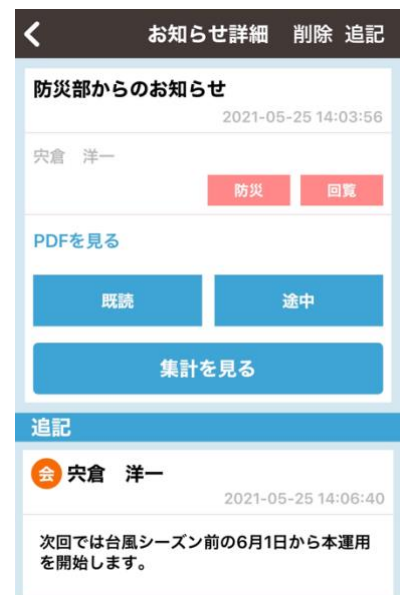 お知らせ詳細 削除 追記
防災部からのお知らせ
2021-05-25 14:03:56
宍倉 洋一
防災 回覧
PDFを見る
既読 途中
集計を見る
追記
会 宍倉 洋一
2021-05-25 14:06:40
次回では台風シーズン前の6月1日から本運用
を開始します。